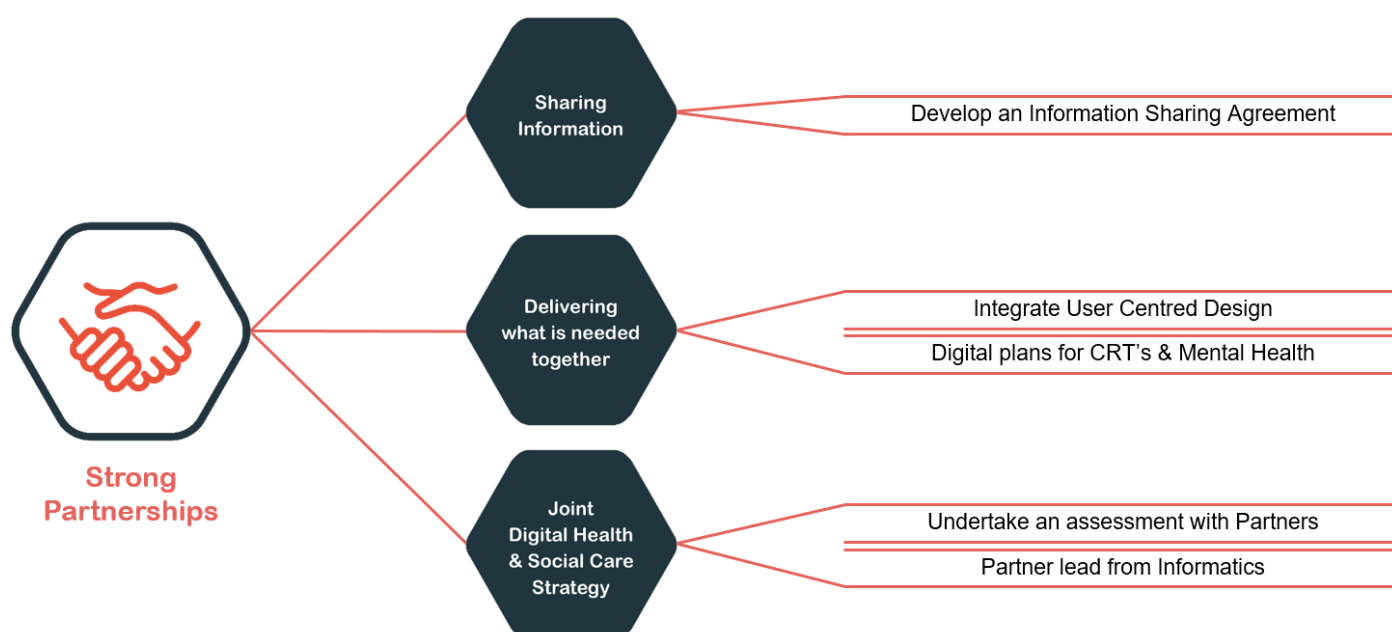 Strong
Partnerships
Sharing
Information
Develop an Information Sharing Agreement
Delivering
what is needed
together
Integrate User Centred Design
Digital plans for CRT’s & Mental Health
Joint
Digital Health
& Social Care
Strategy
Undertake an assessment with Partners
Partner lead from Informatics